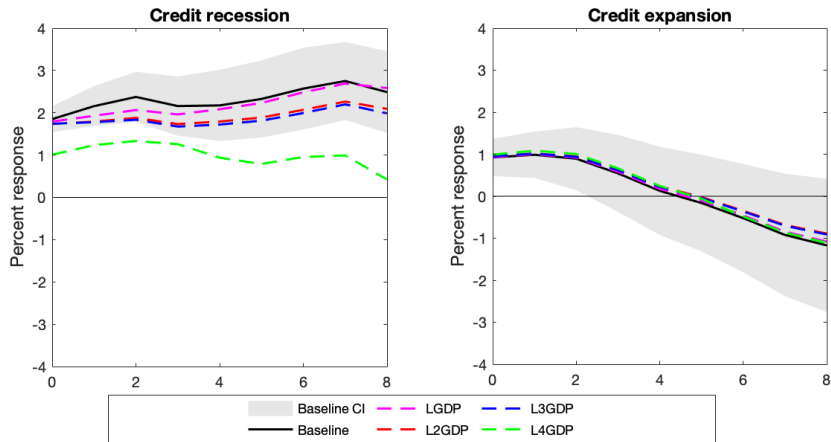 Credit recession
Credit expansion
Percent response
4
3
2
1
0
-1
-2
-3
-4
0
2
4
6
8
Percent response
4
3
2
1
0
-1
-2
-3
-4
0
2
4
6
8
Baseline CI
LGDP
L3GDP
Baseline
L2GDP
L4GDP